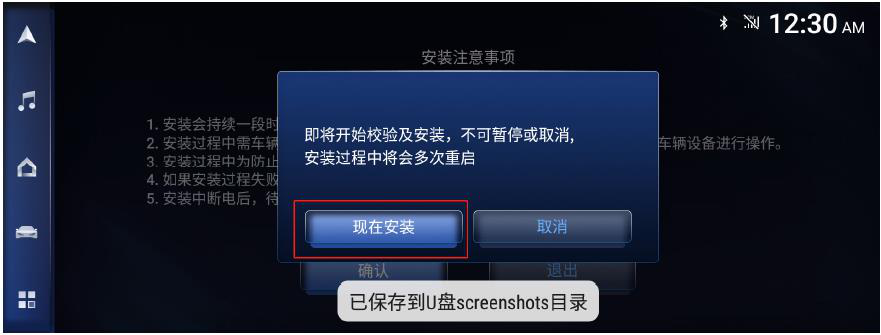 12:30 AM
安装注意事项
1. 安装会持续一段时
2. 安装过程中需车辆
车辆设备进行操作。
3. 安装过程中为防止
4. 如果安装过程失败
5. 安装中断电后，待
即将开始校验及安装，不可暂停或取消，
安装过程中将会多次重启
现在安装 取消
确认 退出
已保存到U盘screenshots目录